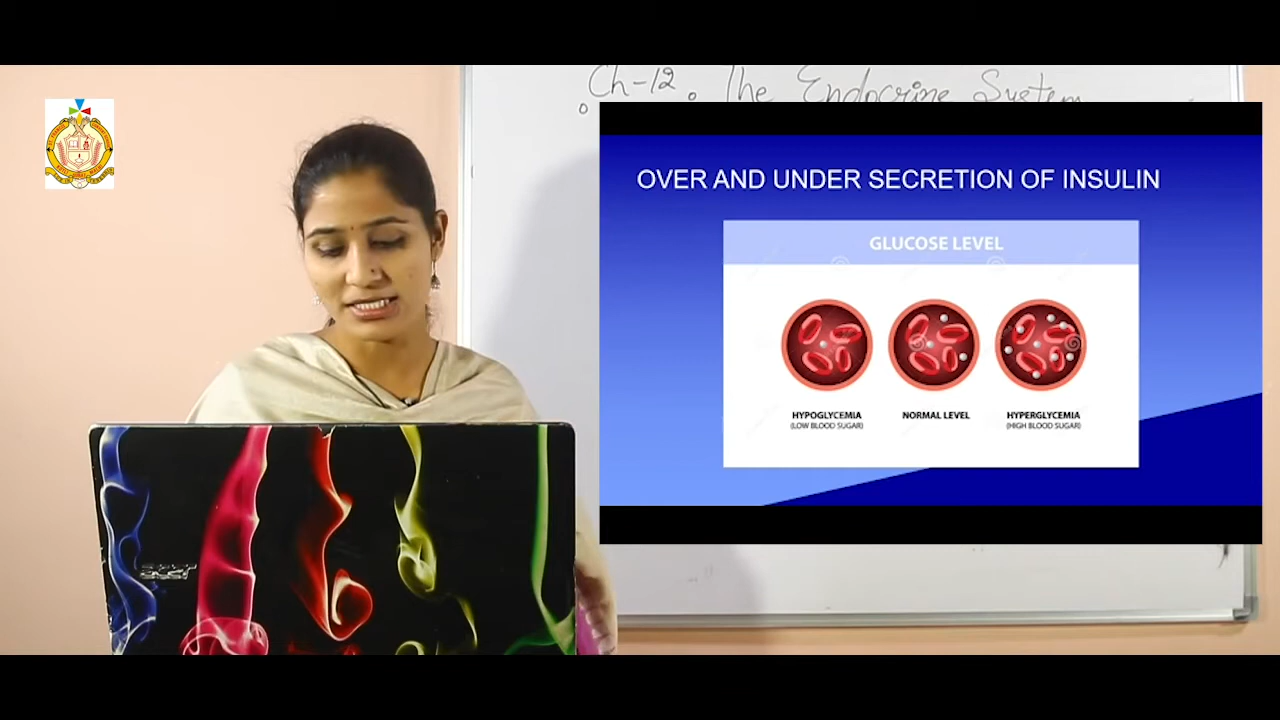 Ch-12. The Endocrine System
OVER AND UNDER SECRETION OF INSULIN
GLUCOSE LEVEL
HYPOGLYCEMIA
(LOW BLOOD SUGAR)
NORMAL LEVEL
HYPERGLYCEMIA
(HIGH BLOOD SUGAR)
acer